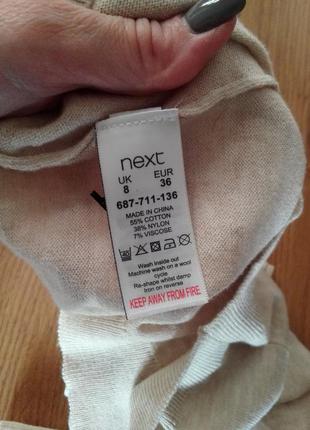 next
UK EUR
8 36
687-711-136
MADE IN CHINA
55% COTTON
38% NYLON
7% VISCOSE
Wash inside out
Machine wash on a wool
cycle
Re-shape whilst damp
Iron on reverse
KEEP AWAY FROM FIRE